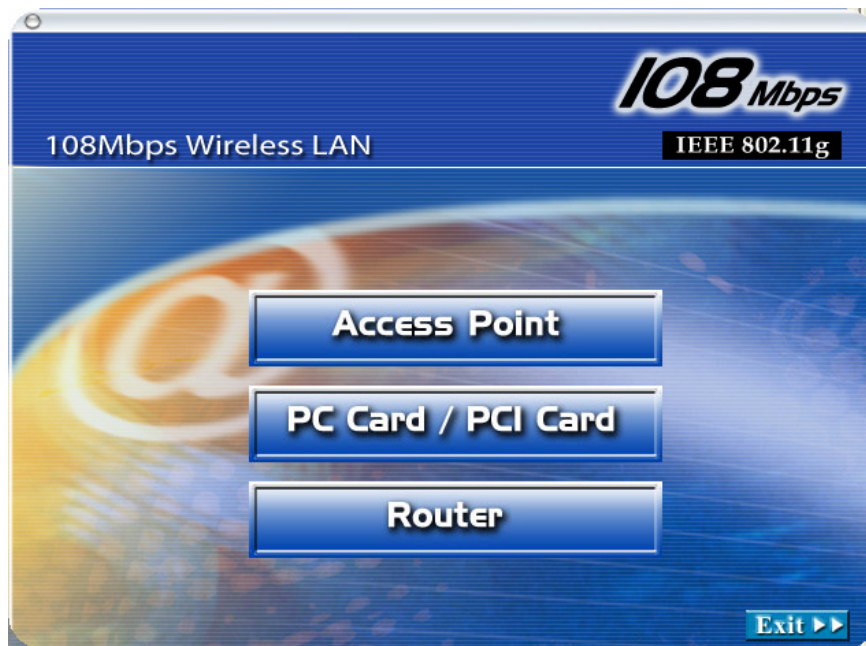 108 Mbps
108Mbps Wireless LAN
IEEE 802.11g
Access Point
PC Card / PCI Card
Router
Exit